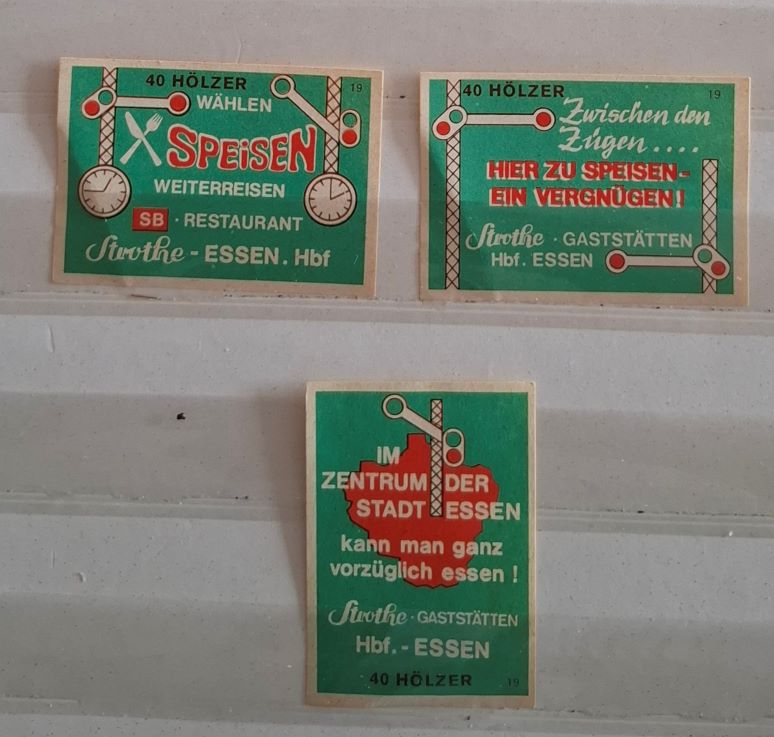 40 HÖLZER 19
WÄHLEN
SPEiSEN
WEITERREISEN
SB · RESTAURANT
Strothe - ESSEN. Hbf
40 HÖLZER 19
Zwischen den
Zügen....
HIER ZU SPEISEN-
EIN VERGNÜGEN!
Strothe · GASTSTÄTTEN
Hbf. ESSEN
IM
ZENTRUM DER
STADT ESSEN
kann man ganz
vorzüglich essen !
Strothe · GASTSTÄTTEN
Hbf. - ESSEN
40 HÖLZER 19